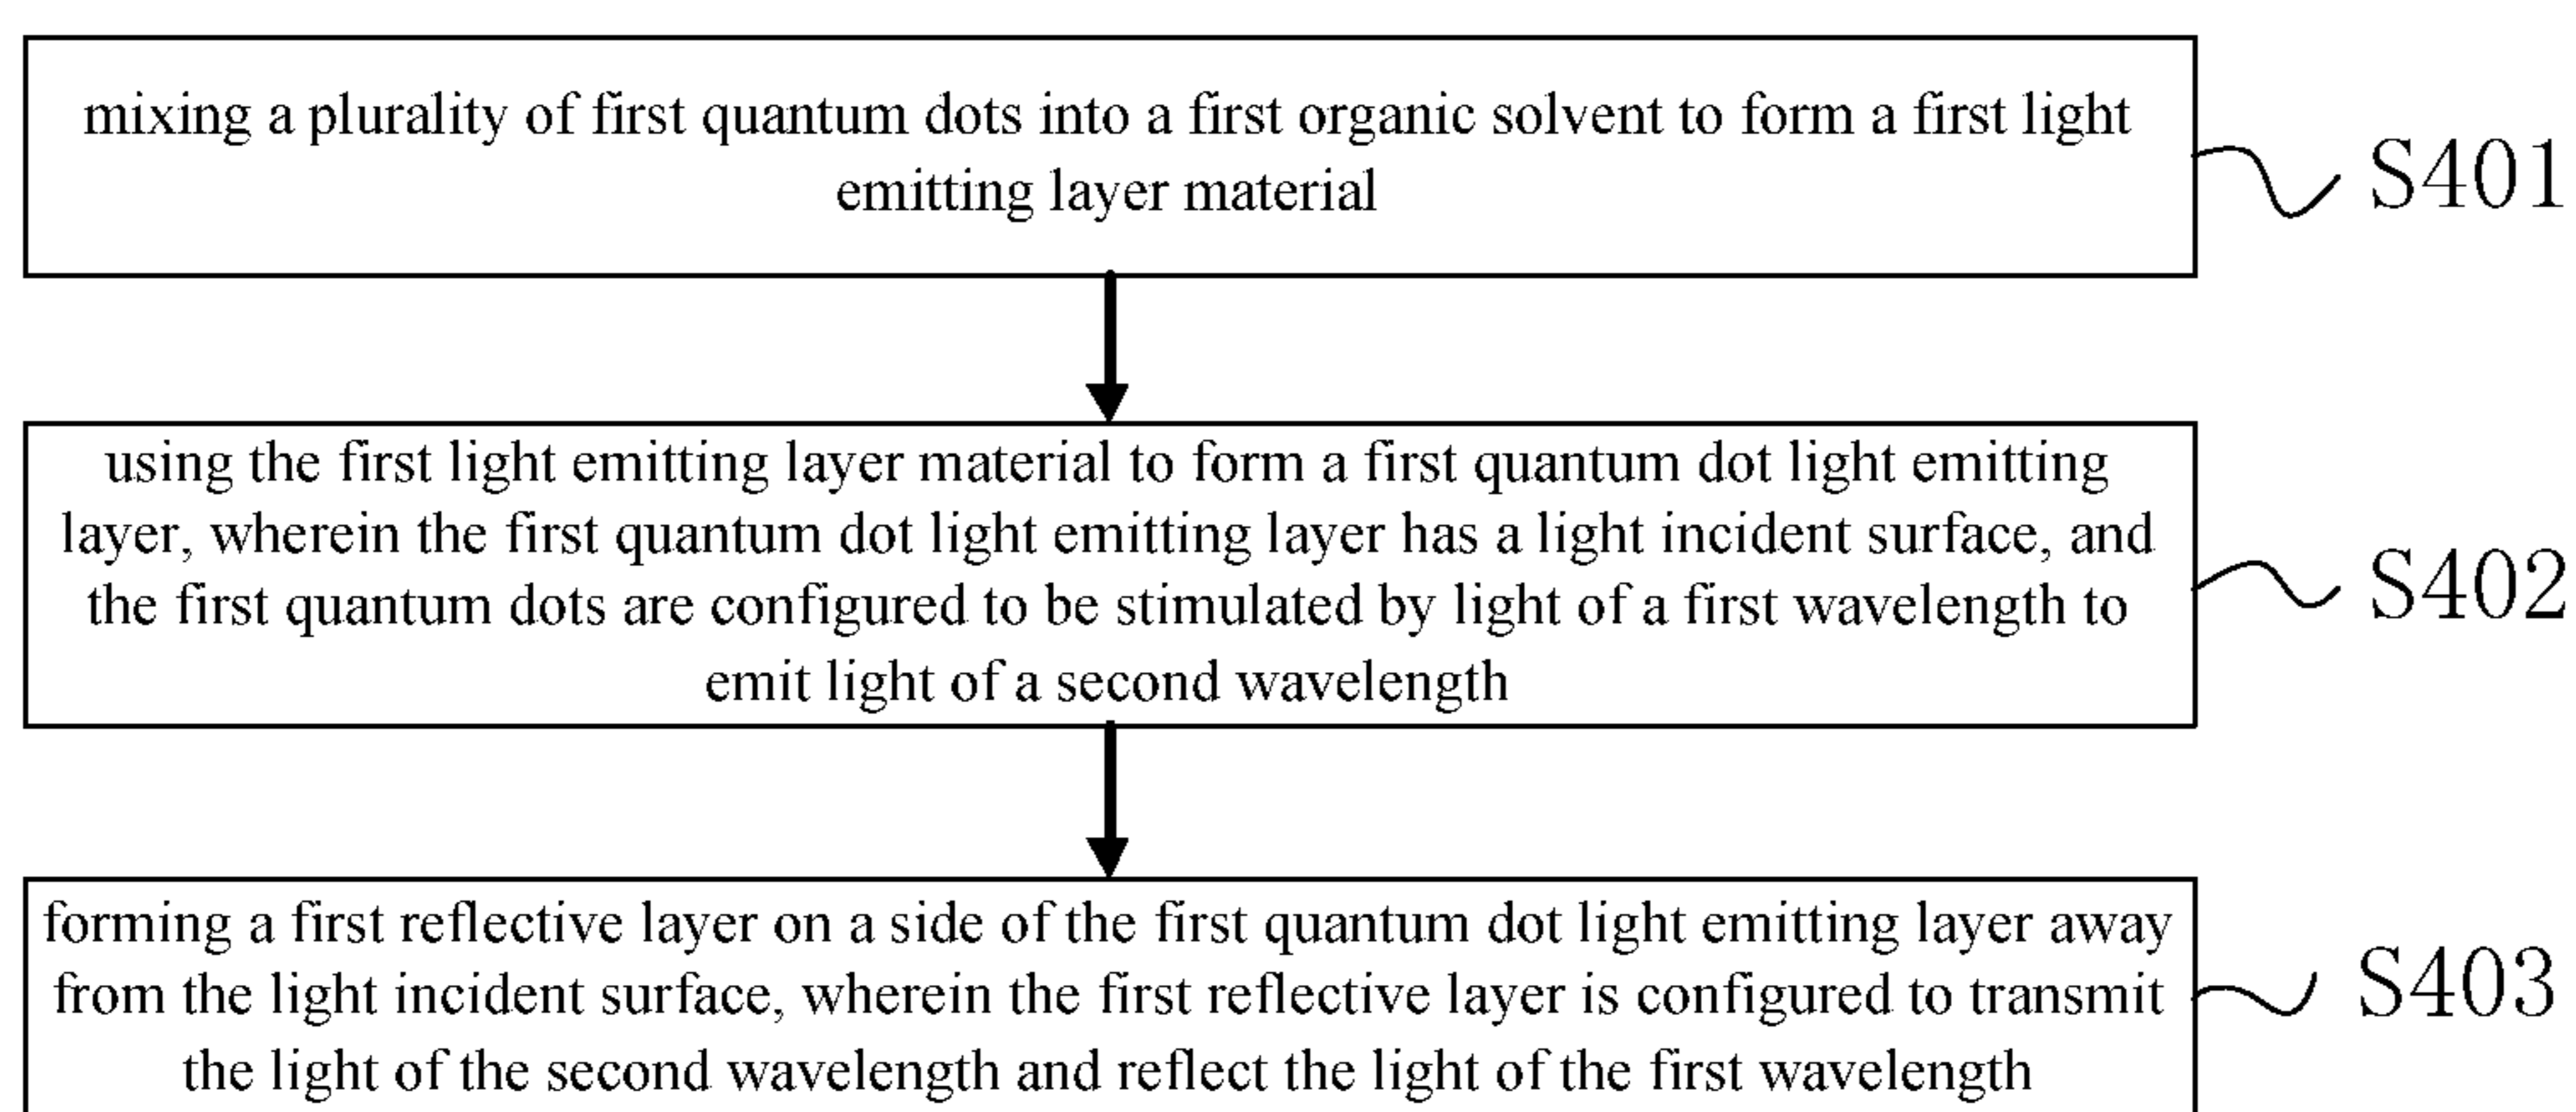 mixing a plurality of first quantum dots into a first organic solvent to form a first light
emitting layer material
S401
using the first light emitting layer material to form a first quantum dot light emitting
layer, wherein the first quantum dot light emitting layer has a light incident surface, and
the first quantum dots are configured to be stimulated by light of a first wavelength to
emit light of a second wavelength
S402
forming a first reflective layer on a side of the first quantum dot light emitting layer away
from the light incident surface, wherein the first reflective layer is configured to transmit
the light of the second wavelength and reflect the light of the first wavelength
S403